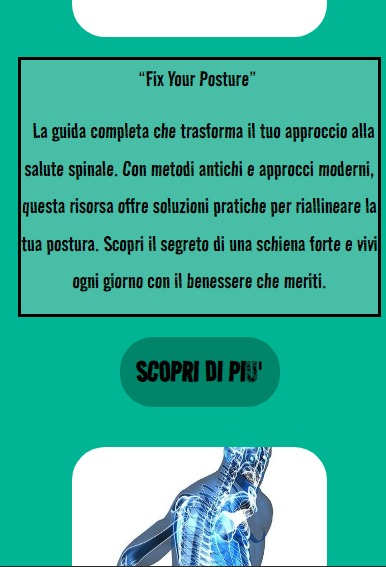 “Fix Your Posture”
La guida completa che trasforma il tuo approccio alla
salute spinale. Con metodi antichi e approcci moderni,
questa risorsa offre soluzioni pratiche per riallineare la
tua postura. Scopri il segreto di una schiena forte e vivi
ogni giorno con il benessere che meriti.
SCOPRI DI PIU'